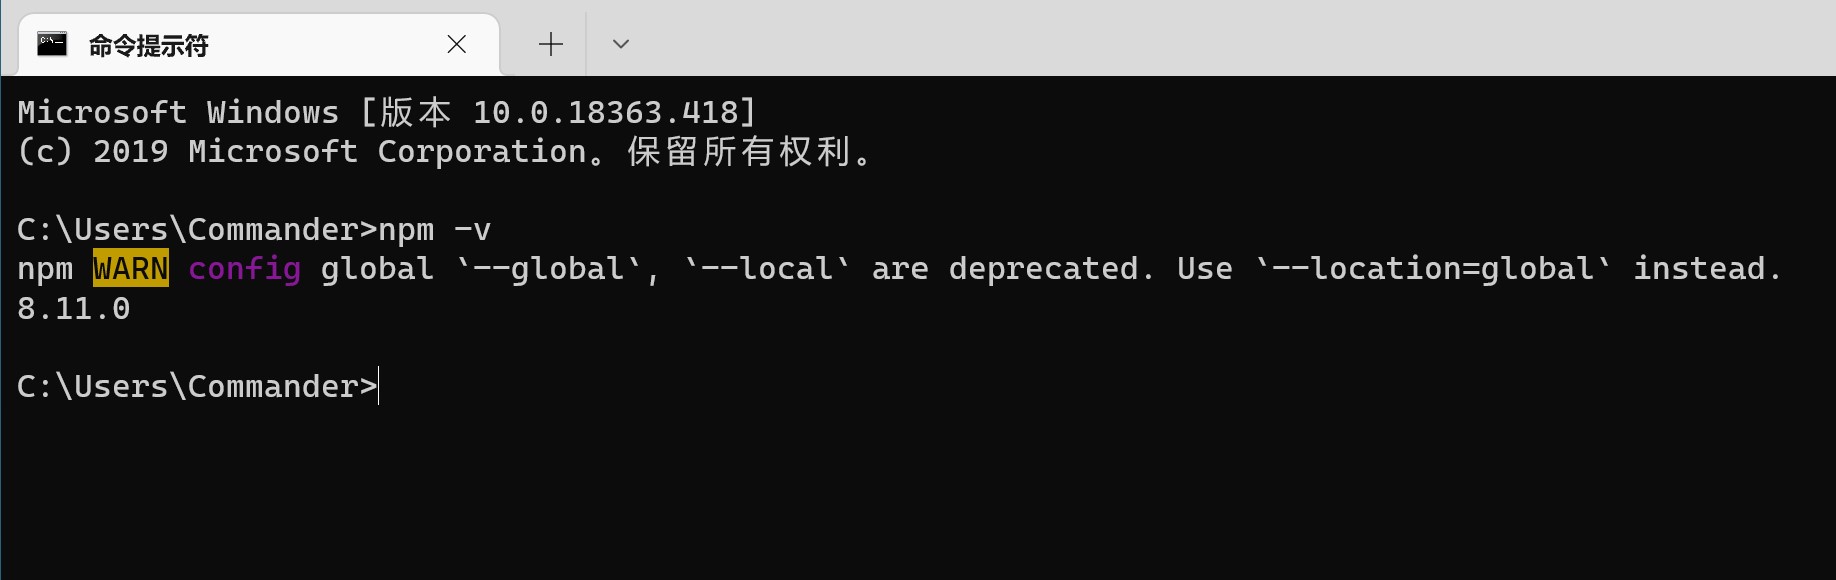 命令提示符
Microsoft Windows [版本 10.0.18363.418]
(c) 2019 Microsoft Corporation。保留所有权利。
C:\Users\Commander>npm -v
npm WARN config global `--global`, `--local` are deprecated. Use `--location=global` instead.
8.11.0
C:\Users\Commander>